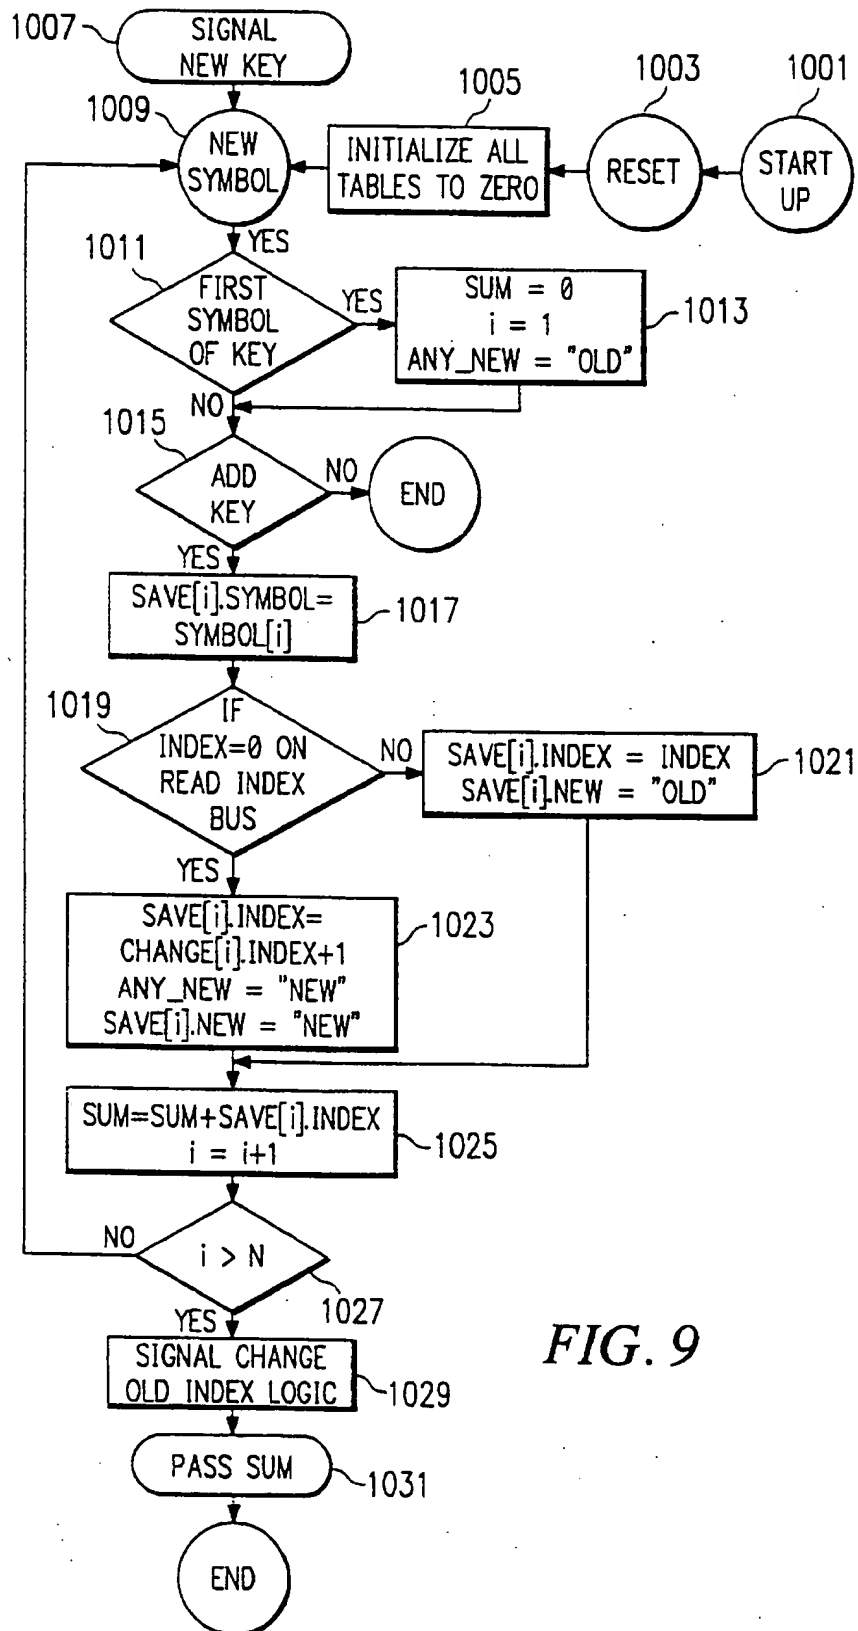 1007
SIGNAL
NEW KEY
1009
NEW
SYMBOL
1005
INITIALIZE ALL
TABLES TO ZERO
1003
RESET
1001
START
UP
YES
1011
FIRST
SYMBOL
OF KEY
YES
SUM = 0
i = 1
ANY_NEW = "OLD"
1013
NO
1015
ADD
KEY
NO
END
YES
SAVE[i].SYMBOL=
SYMBOL[i]
1017
1019
IF
INDEX=0 ON
READ INDEX
BUS
NO
SAVE[i].INDEX = INDEX
SAVE[i].NEW = "OLD"
1021
YES
SAVE[i].INDEX=
CHANGE[i].INDEX+1
ANY_NEW = "NEW"
SAVE[i].NEW = "NEW"
1023
SUM=SUM+SAVE[i].INDEX
i = i+1
1025
NO
i > N
1027
YES
SIGNAL CHANGE
OLD INDEX LOGIC
1029
PASS SUM
1031
END
FIG. 9